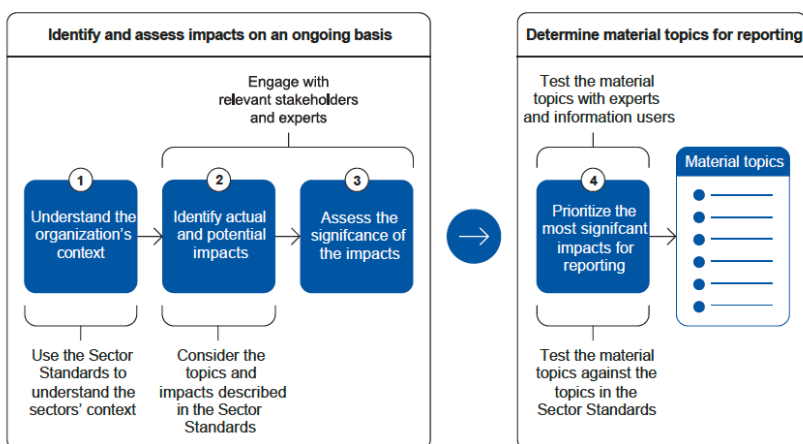 Identify and assess impacts on an ongoing basis
Engage with
relevant stakeholders
and experts
1
Understand the
organization's
context
2
Identify actual
and potential
impacts
3
Assess the
signifcance of
the impacts
Use the Sector
Standards to
understand the
sectors' context
Consider the
topics and
impacts described
in the Sector
Standards
Determine material topics for reporting
Test the material
topics with experts
and information users
4
Prioritize the
most signifcant
impacts for
reporting
Material topics
Test the material
topics against the
topics in the
Sector Standards